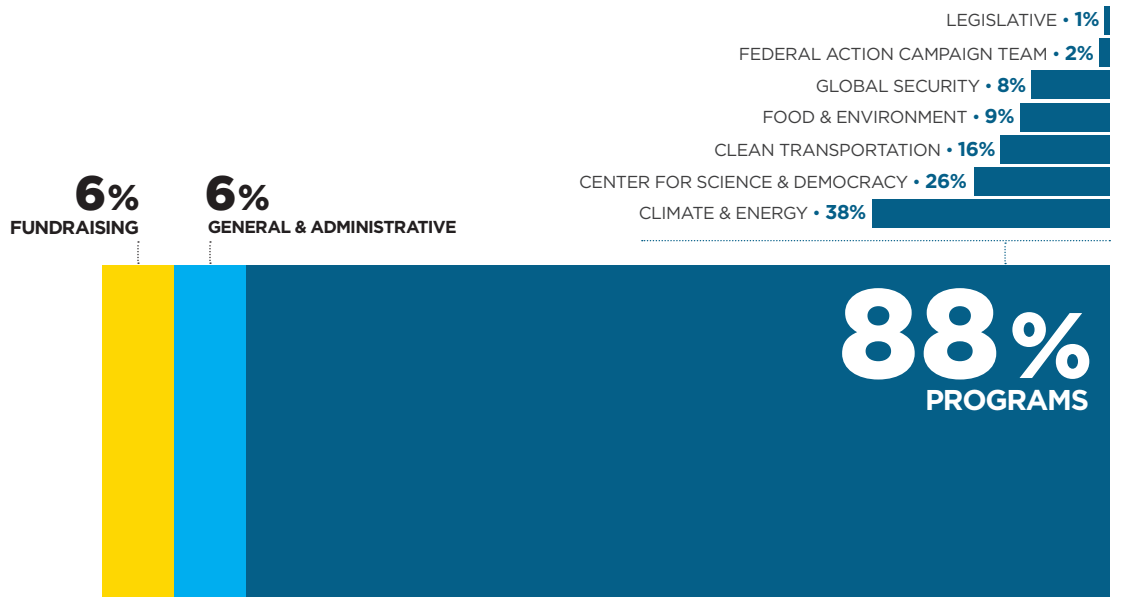 LEGISLATIVE • 1%
FEDERAL ACTION CAMPAIGN TEAM • 2%
GLOBAL SECURITY • 8%
FOOD & ENVIRONMENT • 9%
CLEAN TRANSPORTATION • 16%
CENTER FOR SCIENCE & DEMOCRACY • 26%
CLIMATE & ENERGY • 38%
6%
FUNDRAISING
6%
GENERAL & ADMINISTRATIVE
88%
PROGRAMS